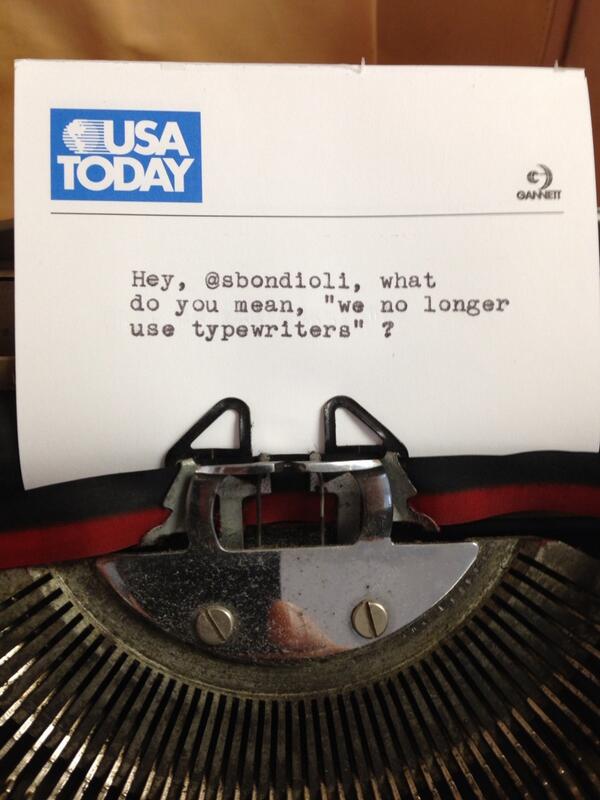 USA
TODAY
GANNETT
Hey, @sbondioli, what
do you mean, "we no longer
use typewriters" ?